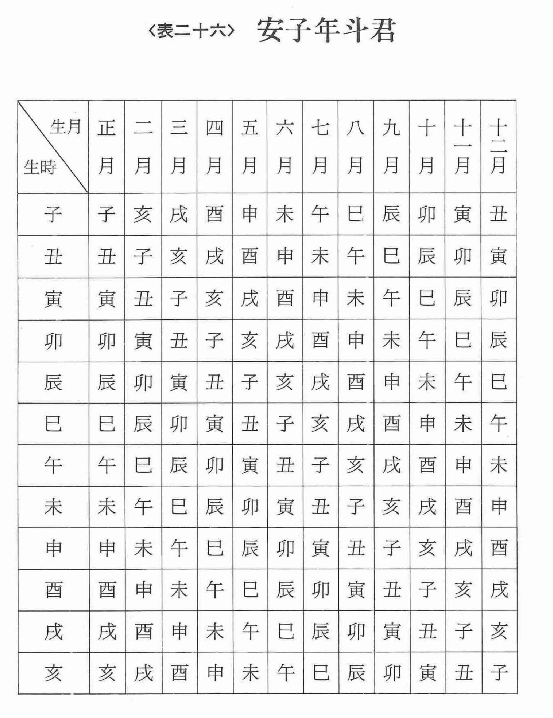 〈表二十六〉 安子年斗君
生月 生時 正月 二月 三月 四月 五月 六月 七月 八月 九月 十月 十一月 十二月
子 子 亥 戌 酉 申 未 午 巳 辰 卯 寅 丑
丑 丑 子 亥 戌 酉 申 未 午 巳 辰 卯 寅
寅 寅 丑 子 亥 戌 酉 申 未 午 巳 辰 卯
卯 卯 寅 丑 子 亥 戌 酉 申 未 午 巳 辰
辰 辰 卯 寅 丑 子 亥 戌 酉 申 未 午 巳
巳 巳 辰 卯 寅 丑 子 亥 戌 酉 申 未 午
午 午 巳 辰 卯 寅 丑 子 亥 戌 酉 申 未
未 未 午 巳 辰 卯 寅 丑 子 亥 戌 酉 申
申 申 未 午 巳 辰 卯 寅 丑 子 亥 戌 酉
酉 酉 申 未 午 巳 辰 卯 寅 丑 子 亥 戌
戌 戌 酉 申 未 午 巳 辰 卯 寅 丑 子 亥
亥 亥 戌 酉 申 未 午 巳 辰 卯 寅 丑 子